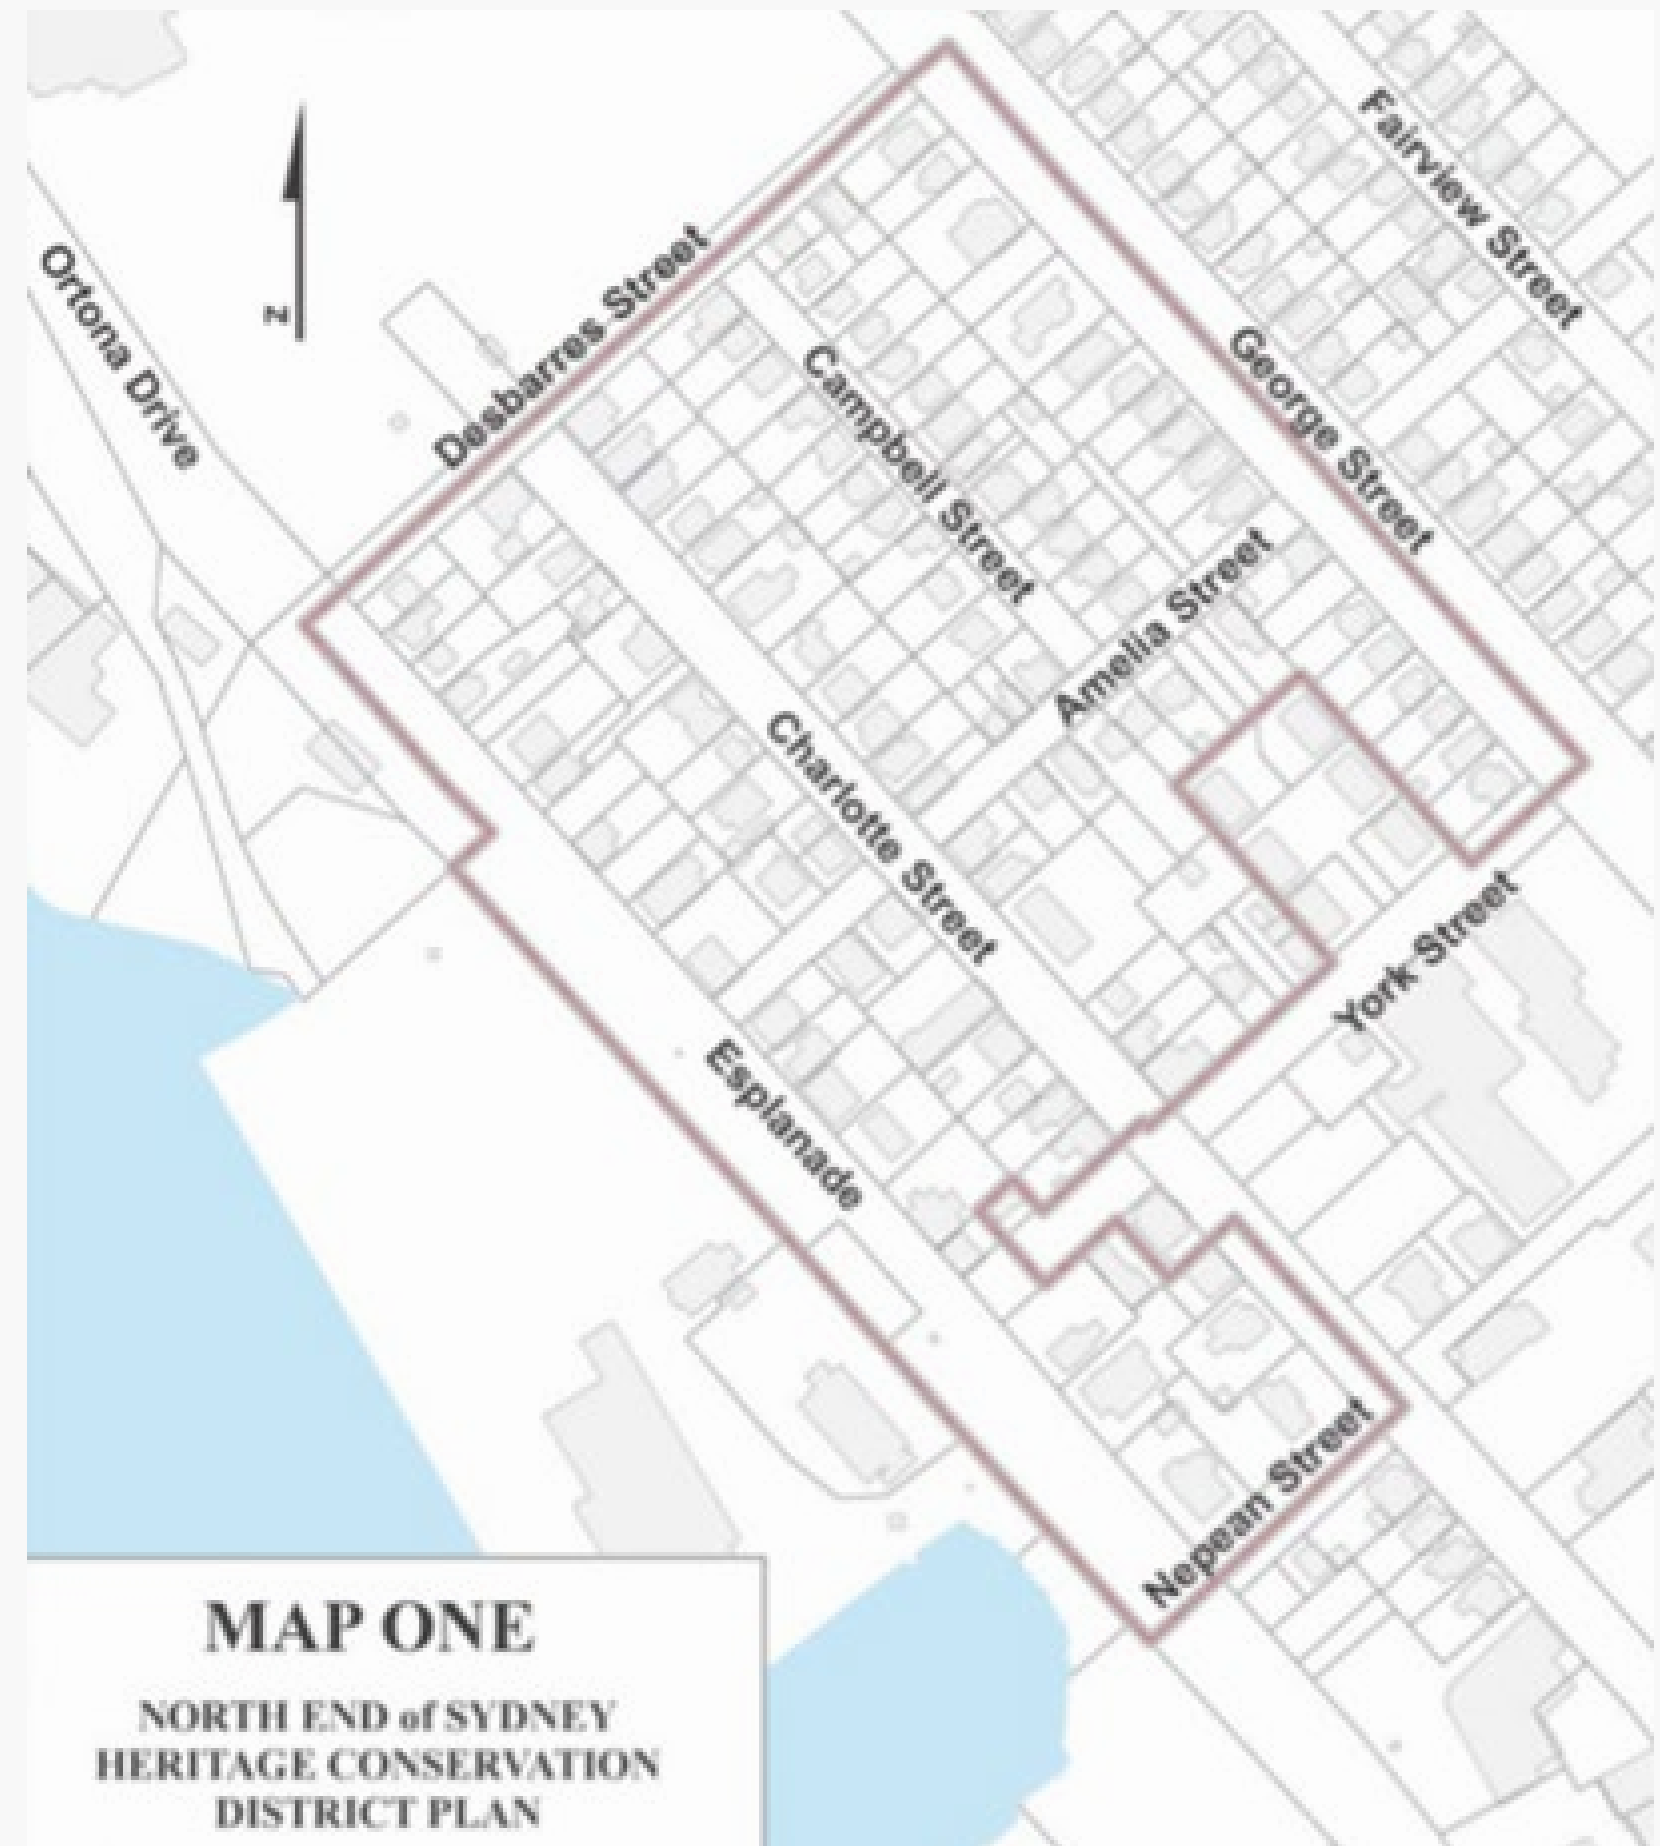 Fairview Street
Ortona Drive
N
Desbarres Street
George Street
Campbell Street
Amelia Street
Charlotte Street
York Street
Esplanade
Nepean Street
MAP ONE
NORTH END of SYDNEY
HERITAGE CONSERVATION
DISTRICT PLAN